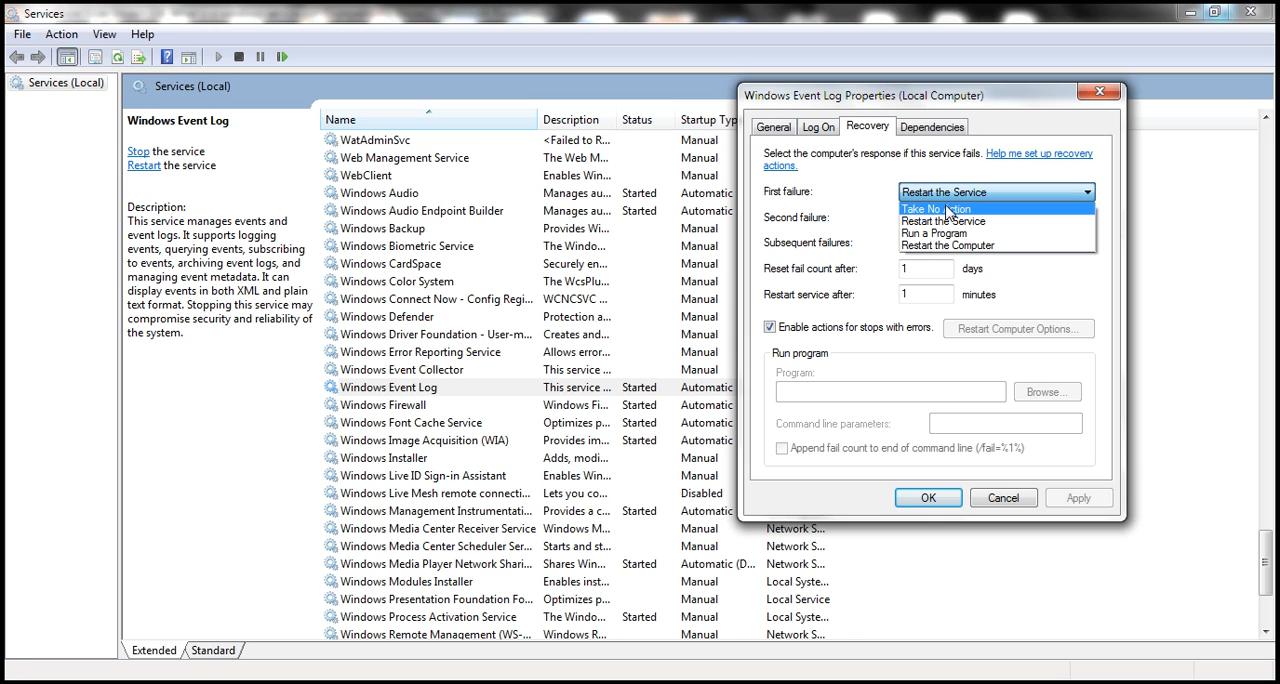 Services
File Action View Help
Services (Local)
Services (Local)
Windows Event Log
Stop the service
Restart the service
Description:
This service manages events and
event logs. It supports logging
events, querying events, subscribing
to events, archiving event logs, and
managing event metadata. It can
display events in both XML and plain
text format. Stopping this service may
compromise security and reliability of
the system.
Name Description Status Startup Typ
WatAdminSvc <Failed to R... Manual
Web Management Service The Web M... Manual
WebClient Enables Win... Manual
Windows Audio Manages au... Started Automatic
Windows Audio Endpoint Builder Manages au... Started Automatic
Windows Backup Provides Wi... Manual
Windows Biometric Service The Windo... Manual
Windows CardSpace Securely en... Manual
Windows Color System The WcsPlu... Manual
Windows Connect Now - Config Regi... WCNCSVC ... Manual
Windows Defender Protection a... Manual
Windows Driver Foundation - User-m... Creates and... Manual
Windows Error Reporting Service Allows error... Manual
Windows Event Collector This service ... Manual
Windows Event Log This service ... Started Automatic
Windows Firewall Windows Fi... Started Automatic
Windows Font Cache Service Optimizes p... Started Automatic
Windows Image Acquisition (WIA) Provides im... Started Automatic
Windows Installer Adds, modi... Manual
Windows Live ID Sign-in Assistant Enables Win... Manual
Windows Live Mesh remote connecti... Lets you co... Disabled
Windows Management Instrumentati... Provides a c... Started Automatic
Windows Media Center Receiver Service Windows M... Manual Network S...
Windows Media Center Scheduler Ser... Starts and st... Manual Network S...
Windows Media Player Network Shari... Shares Win... Started Automatic (D... Network S...
Windows Modules Installer Enables inst... Manual Local Syste...
Windows Presentation Foundation Fo... Optimizes p... Manual Local Service
Windows Process Activation Service The Windo... Started Manual Local Syste...
Windows Remote Management (WS-... Windows R... Manual Network S...
Extended Standard
Windows Event Log Properties (Local Computer)
General Log On Recovery Dependencies
Select the computer's response if this service fails. Help me set up recovery
actions.
First failure: Restart the Service
Take No Action
Second failure: Restart the Service
Run a Program
Subsequent failures: Restart the Computer
Reset fail count after: 1 days
Restart service after: 1 minutes
Enable actions for stops with errors. Restart Computer Options...
Run program
Program:
Browse...
Command line parameters:
Append fail count to end of command line (/fail=%1%)
OK Cancel Apply